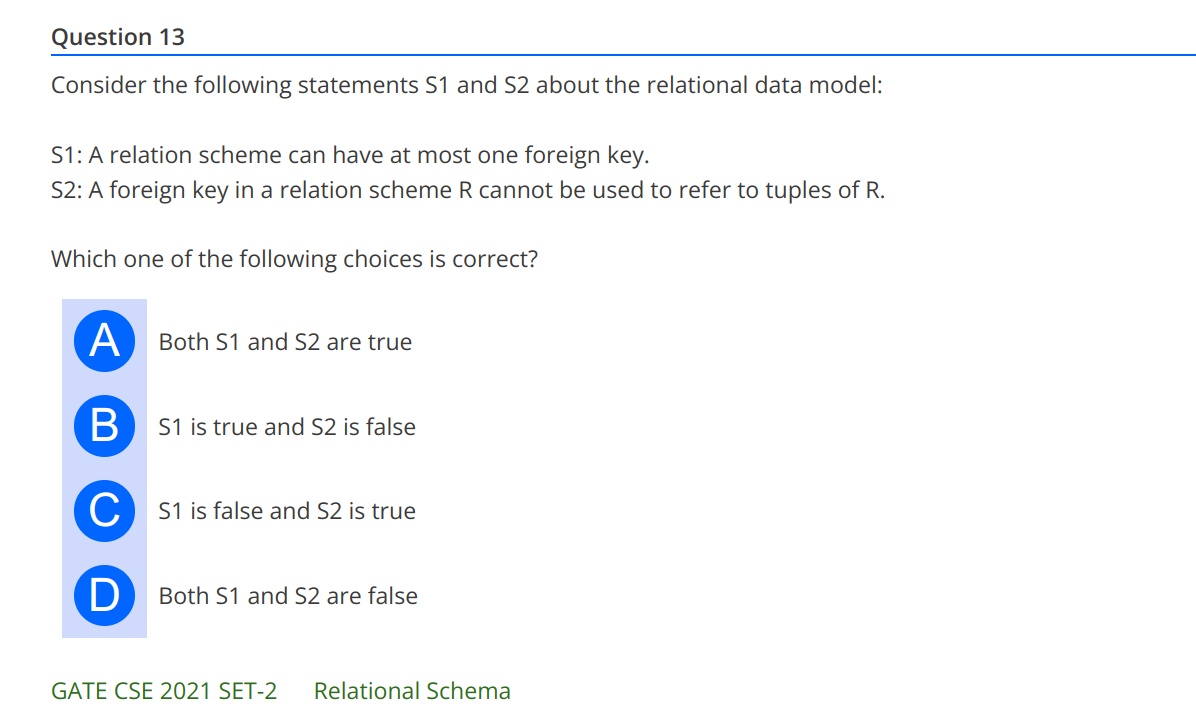 Question 13
Consider the following statements S1 and S2 about the relational data model:
S1: A relation scheme can have at most one foreign key.
S2: A foreign key in a relation scheme R cannot be used to refer to tuples of R.
Which one of the following choices is correct?
A Both S1 and S2 are true
B S1 is true and S2 is false
C S1 is false and S2 is true
D Both S1 and S2 are false
GATE CSE 2021 SET-2 Relational Schema